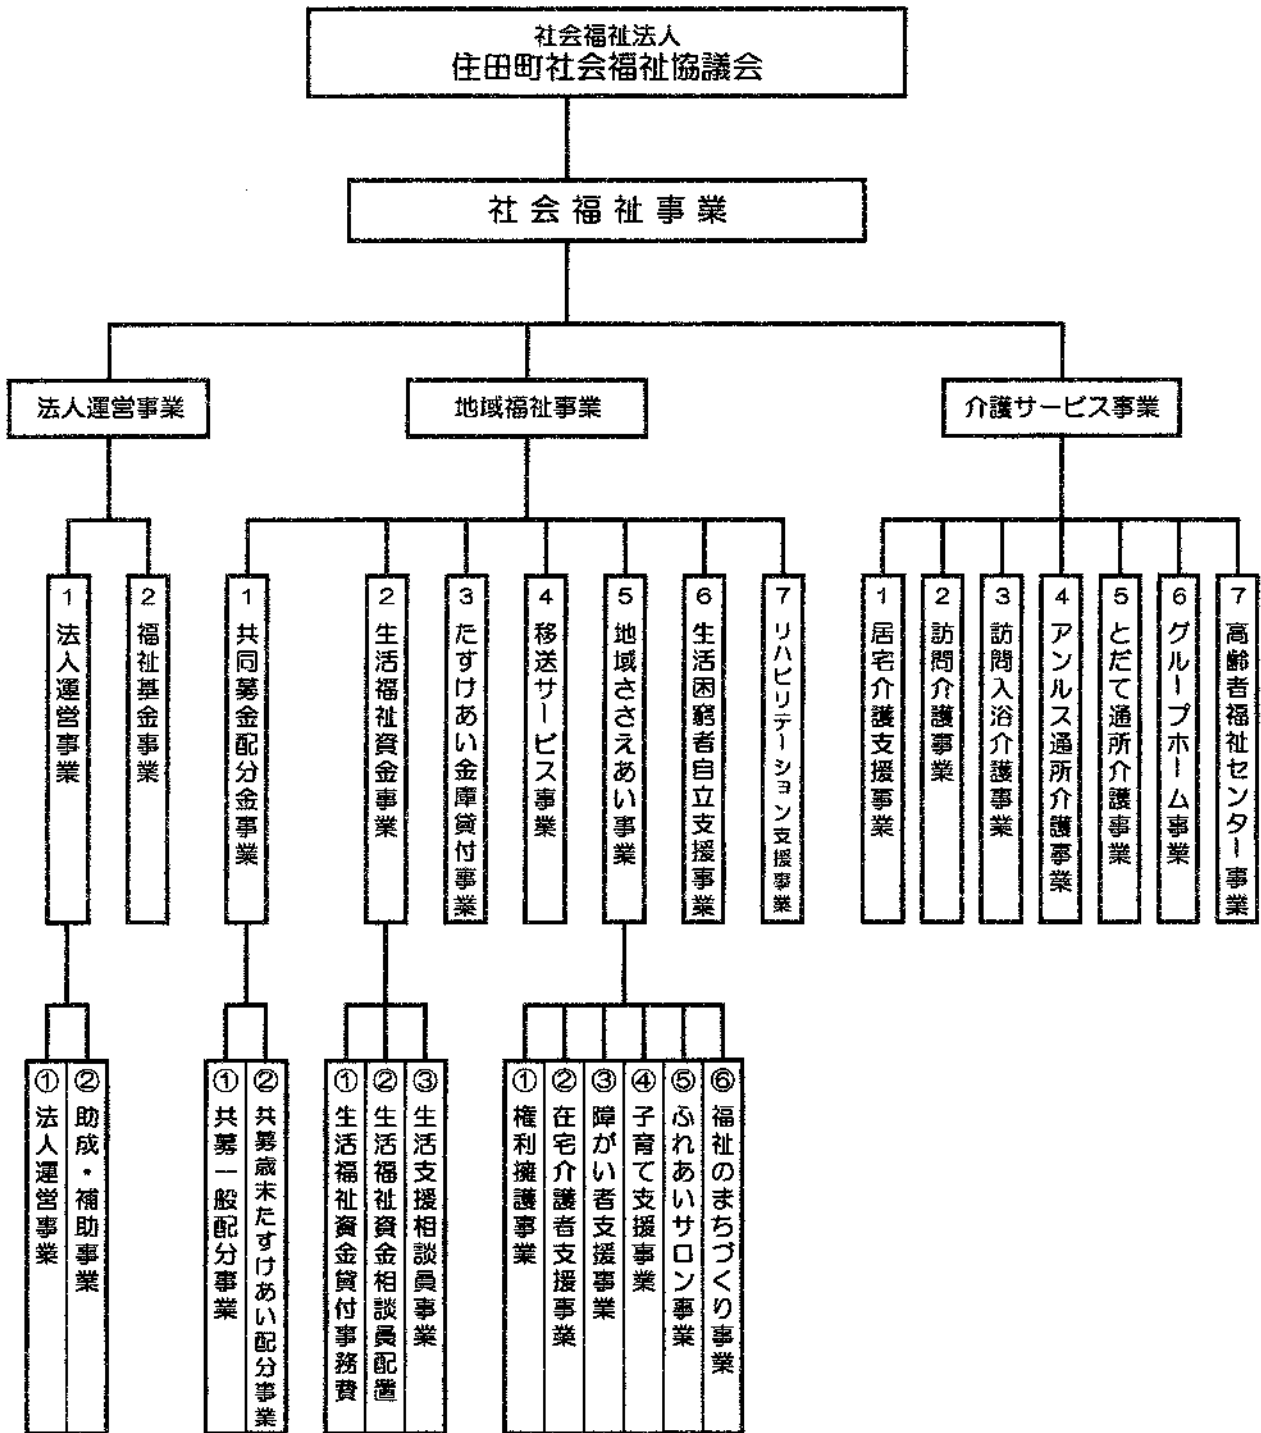 社会福祉法人
住田町社会福祉協議会
社会福祉事業
法人運営事業
地域福祉事業
介護サービス事業
1 法人運営事業
2 福祉基金事業
1 共同募金配分金事業
2 生活福祉資金事業
3 たすけあい金庫貸付事業
4 移送サービス事業
5 地域ささえあい事業
6 生活困窮者自立支援事業
7 リハビリテーション支援事業
1 居宅介護支援事業
2 訪問介護事業
3 訪問入浴介護事業
4 アンルス通所介護事業
5 とだて通所介護事業
6 グループホーム事業
7 高齢者福祉センター事業
① 法人運営事業
② 助成・補助事業
① 共募一般配分事業
② 共募歳末たすけあい配分事業
① 生活福祉資金貸付事務費
② 生活福祉資金相談員配置
③ 生活支援相談員事業
① 権利擁護事業
② 在宅介護者支援事業
③ 障がい者支援事業
④ 子育て支援事業
⑤ ふれあいサロン事業
⑥ 福祉のまちづくり事業